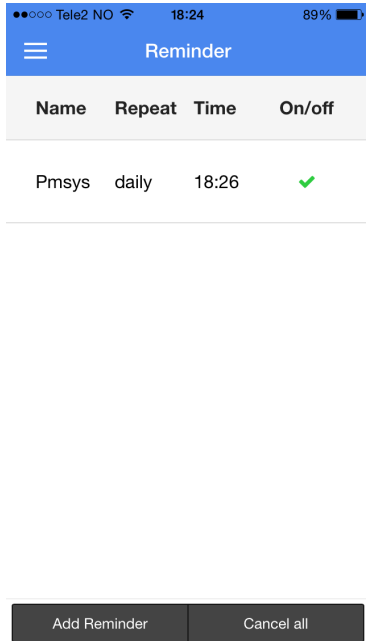 Tele2 NO 18:24 89%
Reminder
Name Repeat Time On/off
Pmsys daily 18:26
Add Reminder Cancel all